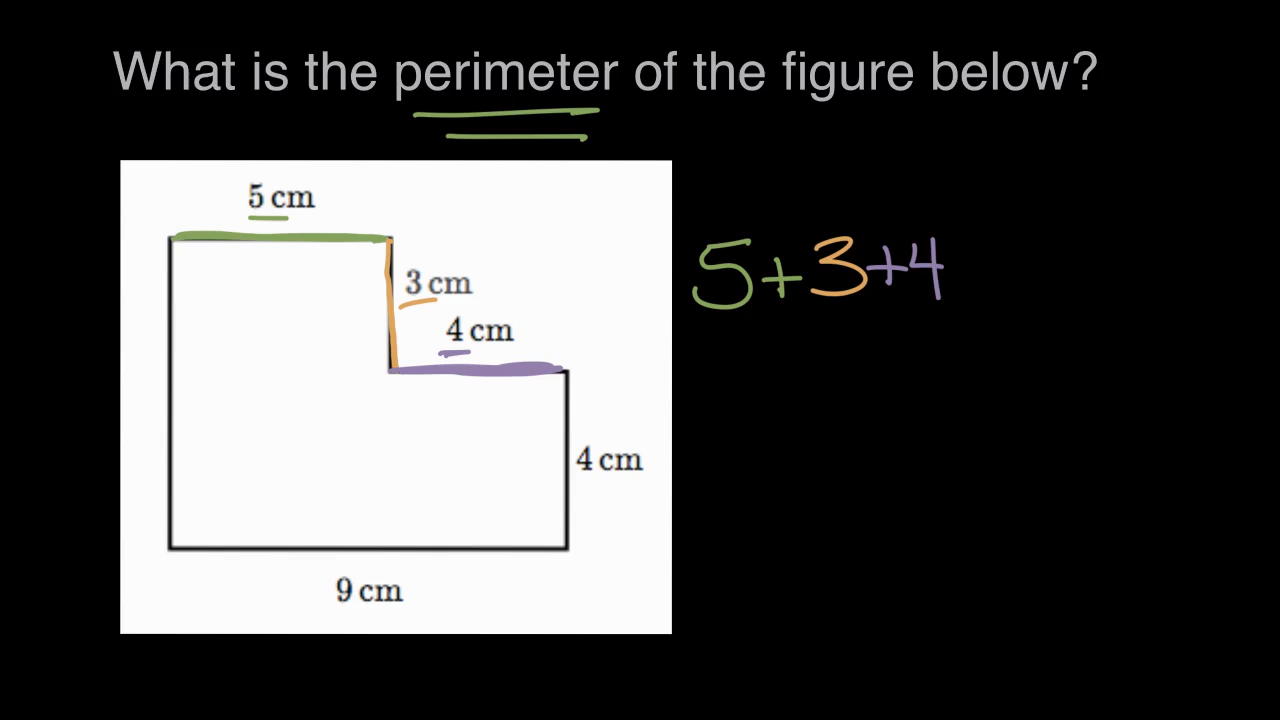 What is the perimeter of the figure below?
5 cm
3 cm
5+3+4
4 cm
4 cm
9 cm